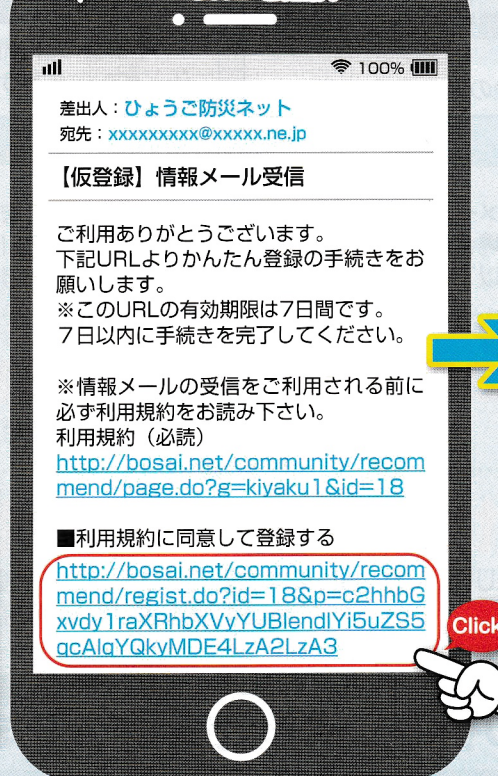 100%
差出人：ひょうご防災ネット
宛先：xxxxxxxxx@xxxxx.ne.jp
【仮登録】情報メール受信
ご利用ありがとうございます。
下記URLよりかんたん登録の手続きをお
願いします。
※このURLの有効期限は7日間です。
７日以内に手続きを完了してください。
※情報メールの受信をご利用される前に
必ず利用規約をお読み下さい。
利用規約（必読）
http://bosai.net/community/recom
mend/page.do?g=kiyaku1&id=18
■利用規約に同意して登録する
http://bosai.net/community/recom
mend/regist.do?id=18&p=c2hhbG
xvdy1raXRhbXVyYUBlendlYi5uZS5
qcAlqYQkyMDE4LzA2LzA3
Click